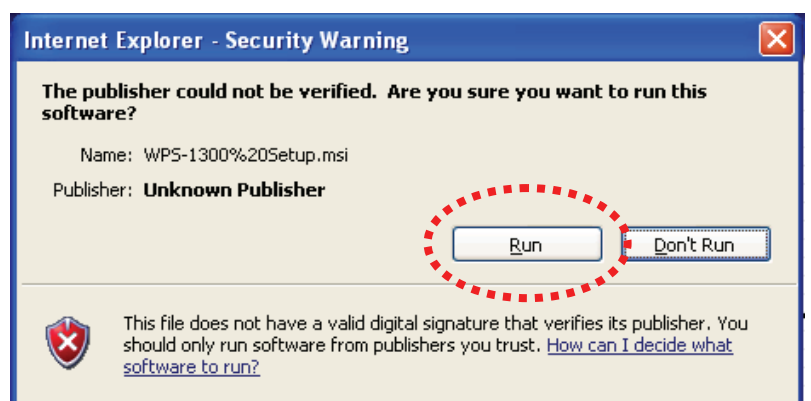 Internet Explorer - Security Warning
The publisher could not be verified. Are you sure you want to run this
software?
Name: WPS-1300%20Setup.msi
Publisher: Unknown Publisher
Run
Don't Run
This file does not have a valid digital signature that verifies its publisher. You
should only run software from publishers you trust. How can I decide what
software to run?